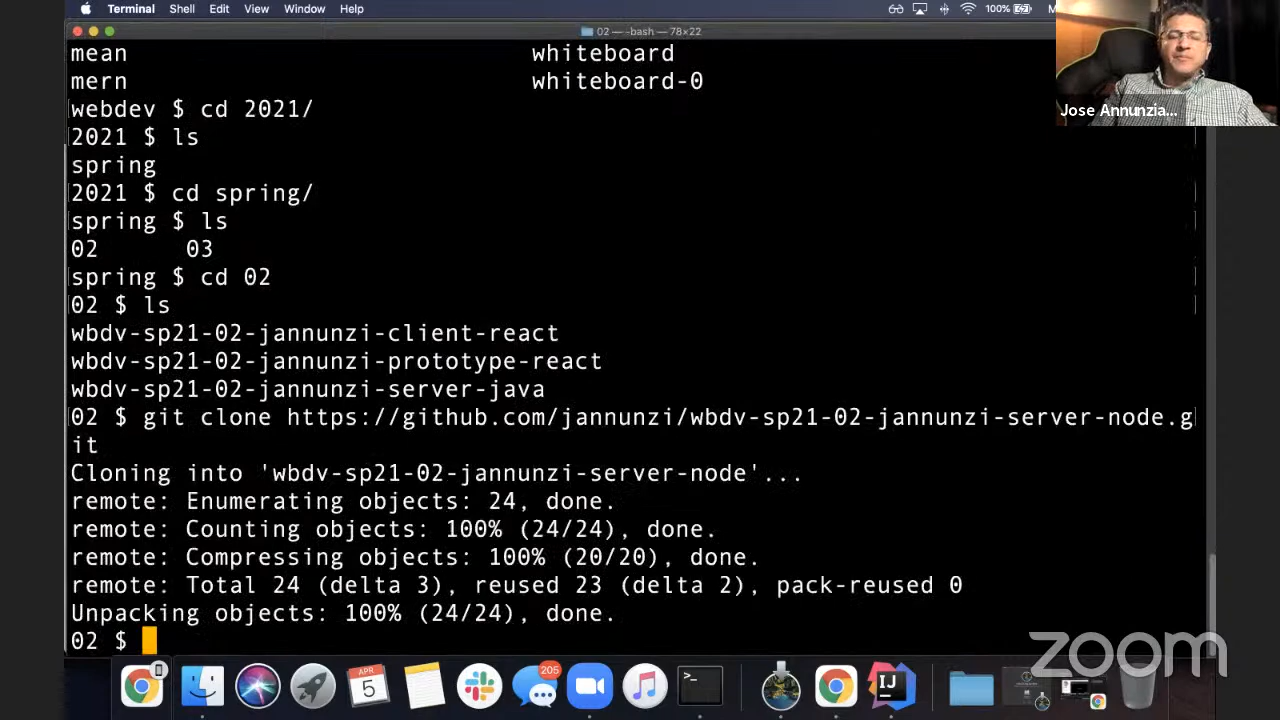 Terminal Shell Edit View Window Help 100%
02 — -bash — 78×22
mean whiteboard
mern whiteboard-0
webdev $ cd 2021/
2021 $ ls
spring
2021 $ cd spring/
spring $ ls
02 03
spring $ cd 02
02 $ ls
wbdv-sp21-02-jannunzi-client-react
wbdv-sp21-02-jannunzi-prototype-react
wbdv-sp21-02-jannunzi-server-java
02 $ git clone https://github.com/jannunzi/wbdv-sp21-02-jannunzi-server-node.g
it
Cloning into 'wbdv-sp21-02-jannunzi-server-node'...
remote: Enumerating objects: 24, done.
remote: Counting objects: 100% (24/24), done.
remote: Compressing objects: 100% (20/20), done.
remote: Total 24 (delta 3), reused 23 (delta 2), pack-reused 0
Unpacking objects: 100% (24/24), done.
02 $
Jose Annunzia...
zoom
APR
5
205
>_
IJ